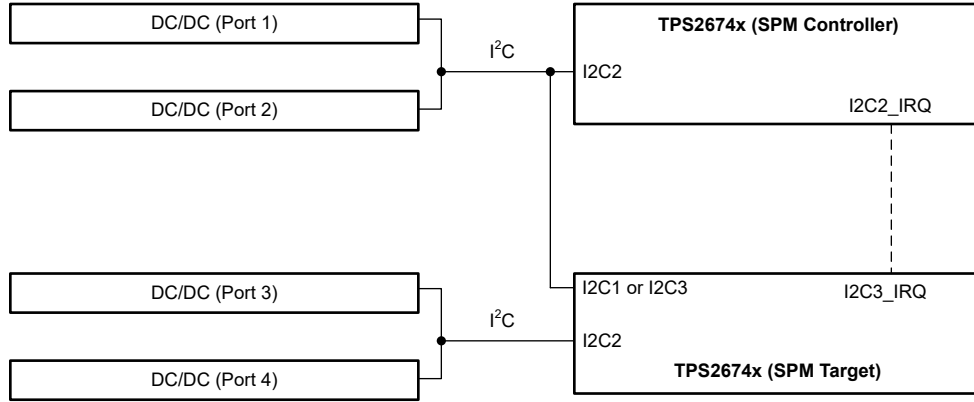 DC/DC (Port 1)
TPS2674x (SPM Controller)
I²C
I2C2
DC/DC (Port 2)
I2C2_IRQ
DC/DC (Port 3)
I2C1 or I2C3
I2C3_IRQ
I²C
I2C2
DC/DC (Port 4)
TPS2674x (SPM Target)